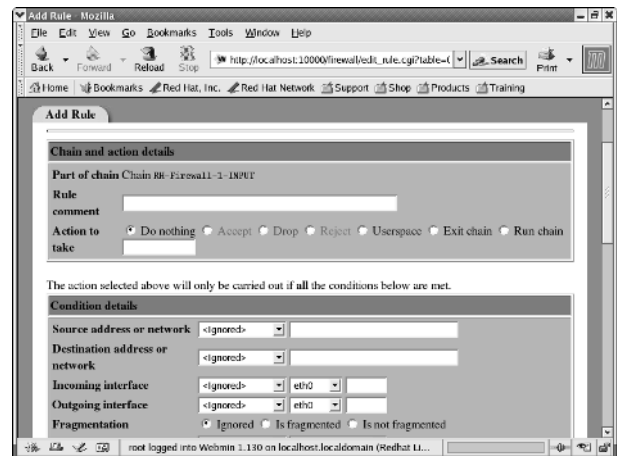 Add Rule - Mozilla
File Edit View Go Bookmarks Tools Window Help
Back Forward Reload Stop http://localhost:10000/firewall/edit_rule.cgi?table=( Search Print
Home Bookmarks Red Hat, Inc. Red Hat Network Support Shop Products Training
Add Rule
Chain and action details
Part of chain Chain RH-Firewall-1-INPUT
Rule comment
Action to take Do nothing Accept Drop Reject Userspace Exit chain Run chain
The action selected above will only be carried out if all the conditions below are met.
Condition details
Source address or network <Ignored>
Destination address or network <Ignored>
Incoming interface <Ignored> eth0
Outgoing interface <Ignored> eth0
Fragmentation Ignored Is fragmented Is not fragmented
root logged into Webmin 1.130 on localhost.localdomain (Redhat Li...